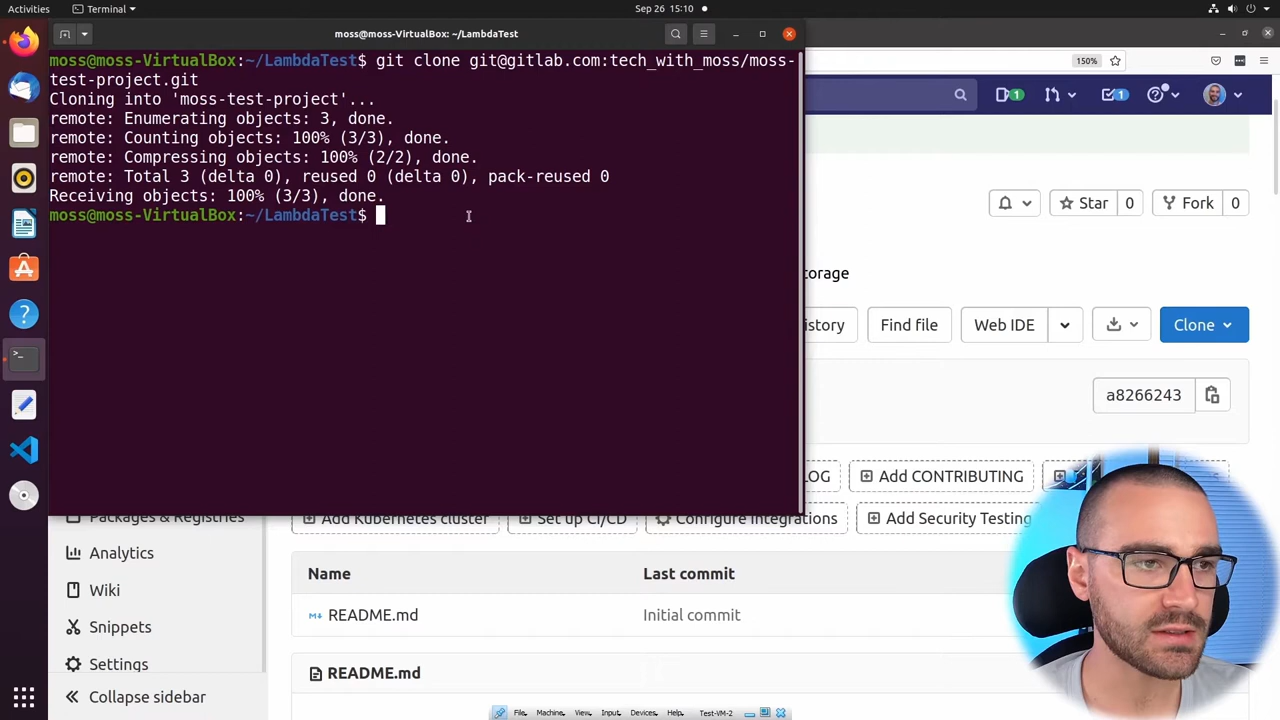 Activities
Terminal
Sep 26 15:10
moss@moss-VirtualBox: ~/LambdaTest
moss@moss-VirtualBox:~/LambdaTest$ git clone git@gitlab.com:tech_with_moss/moss-
test-project.git
Cloning into 'moss-test-project'...
remote: Enumerating objects: 3, done.
remote: Counting objects: 100% (3/3), done.
remote: Compressing objects: 100% (2/2), done.
remote: Total 3 (delta 0), reused 0 (delta 0), pack-reused 0
Receiving objects: 100% (3/3), done.
moss@moss-VirtualBox:~/LambdaTest$
150%
1
1
Star 0
Fork 0
torage
istory
Find file
Web IDE
Clone
a8266243
LOG
Add CONTRIBUTING
Add Kubernetes cluster
Set up CI/CD
Configure Integrations
Add Security Testing
Packages & Registries
Analytics
Wiki
Snippets
Settings
Collapse sidebar
Name
Last commit
README.md
Initial commit
README.md
File Machine View Input Devices Help Test-VM-2